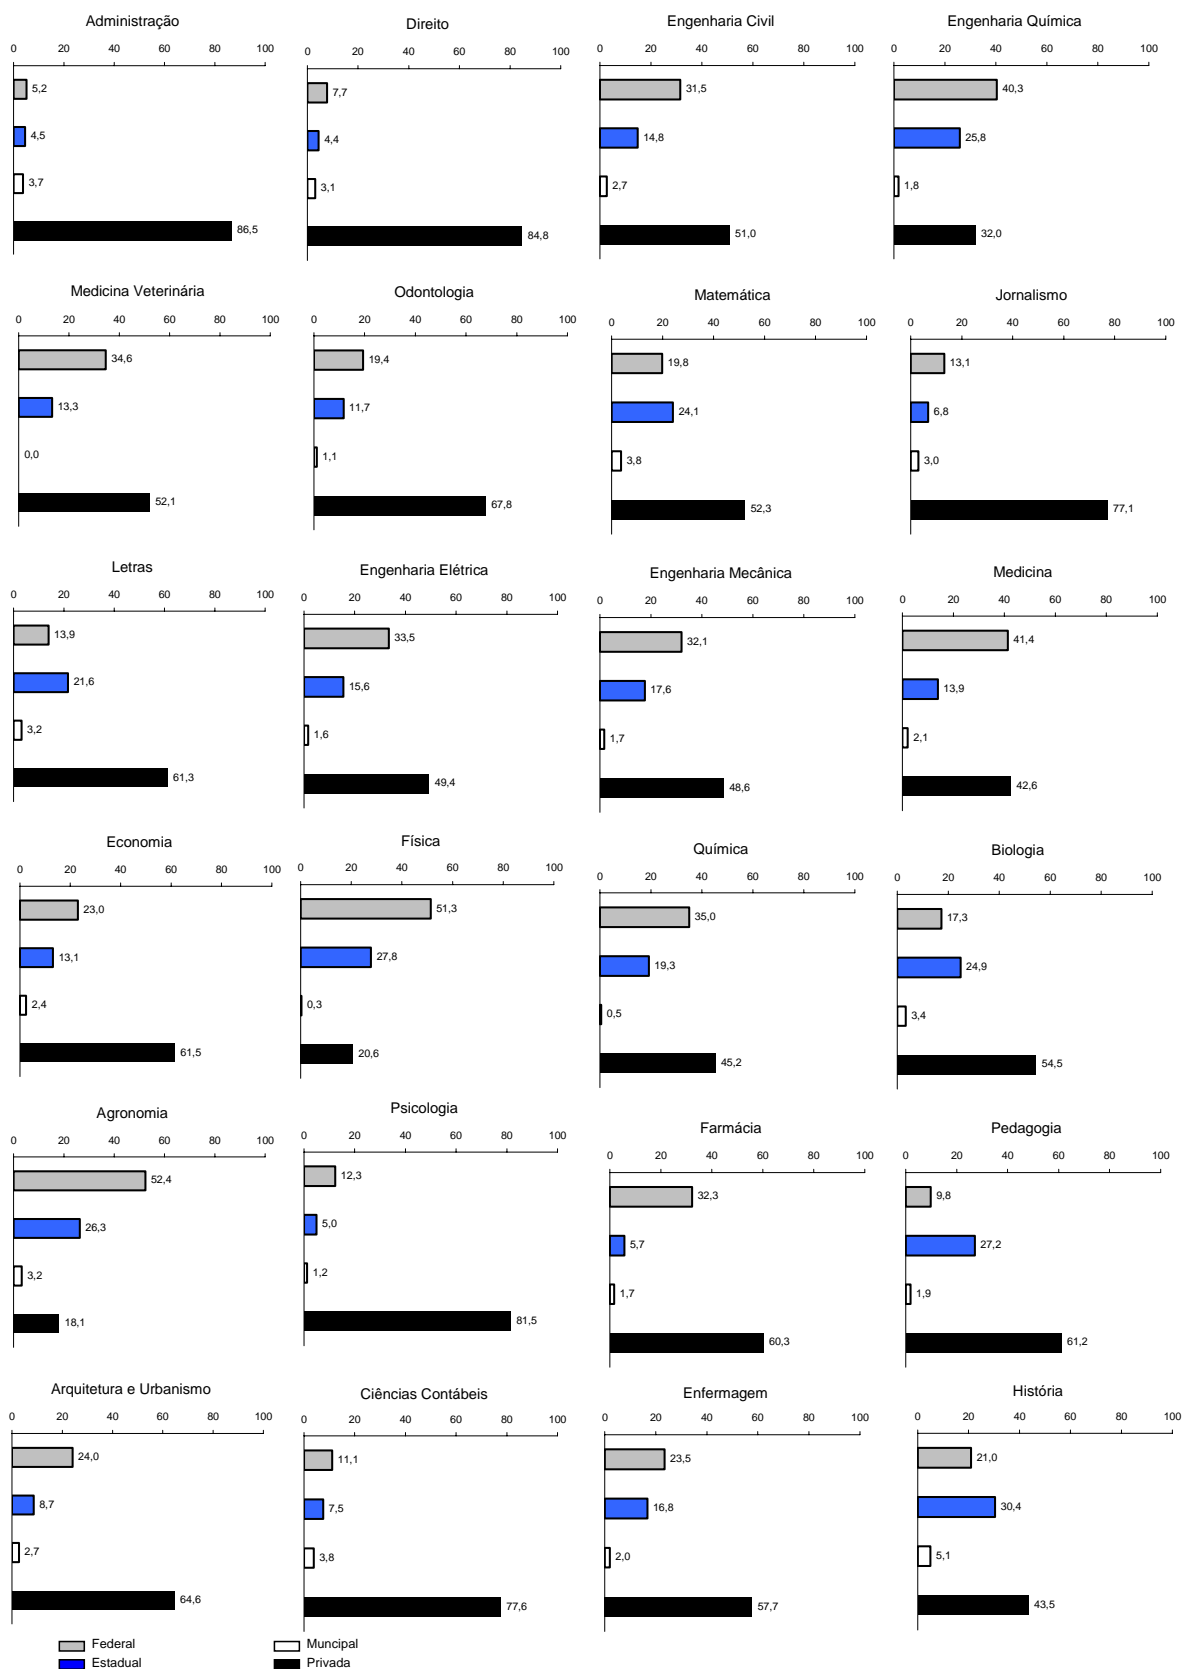 Administração
0 20 40 60 80 100
5,2
4,5
3,7
86,5
Direito
0 20 40 60 80 100
7,7
4,4
3,1
84,8
Engenharia Civil
0 20 40 60 80 100
31,5
14,8
2,7
51,0
Engenharia Química
0 20 40 60 80 100
40,3
25,8
1,8
32,0
Medicina Veterinária
0 20 40 60 80 100
34,6
13,3
0,0
52,1
Odontologia
0 20 40 60 80 100
19,4
11,7
1,1
67,8
Matemática
0 20 40 60 80 100
19,8
24,1
3,8
52,3
Jornalismo
0 20 40 60 80 100
13,1
6,8
3,0
77,1
Letras
0 20 40 60 80 100
13,9
21,6
3,2
61,3
Engenharia Elétrica
0 20 40 60 80 100
33,5
15,6
1,6
49,4
Engenharia Mecânica
0 20 40 60 80 100
32,1
17,6
1,7
48,6
Medicina
0 20 40 60 80 100
41,4
13,9
2,1
42,6
Economia
0 20 40 60 80 100
23,0
13,1
2,4
61,5
Física
0 20 40 60 80 100
51,3
27,8
0,3
20,6
Química
0 20 40 60 80 100
35,0
19,3
0,5
45,2
Biologia
0 20 40 60 80 100
17,3
24,9
3,4
54,5
Agronomia
0 20 40 60 80 100
52,4
26,3
3,2
18,1
Psicologia
0 20 40 60 80 100
12,3
5,0
1,2
81,5
Farmácia
0 20 40 60 80 100
32,3
5,7
1,7
60,3
Pedagogia
0 20 40 60 80 100
9,8
27,2
1,9
61,2
Arquitetura e Urbanismo
0 20 40 60 80 100
24,0
8,7
2,7
64,6
Ciências Contábeis
0 20 40 60 80 100
11,1
7,5
3,8
77,6
Enfermagem
0 20 40 60 80 100
23,5
16,8
2,0
57,7
História
0 20 40 60 80 100
21,0
30,4
5,1
43,5
Federal
Estadual
Muncipal
Privada